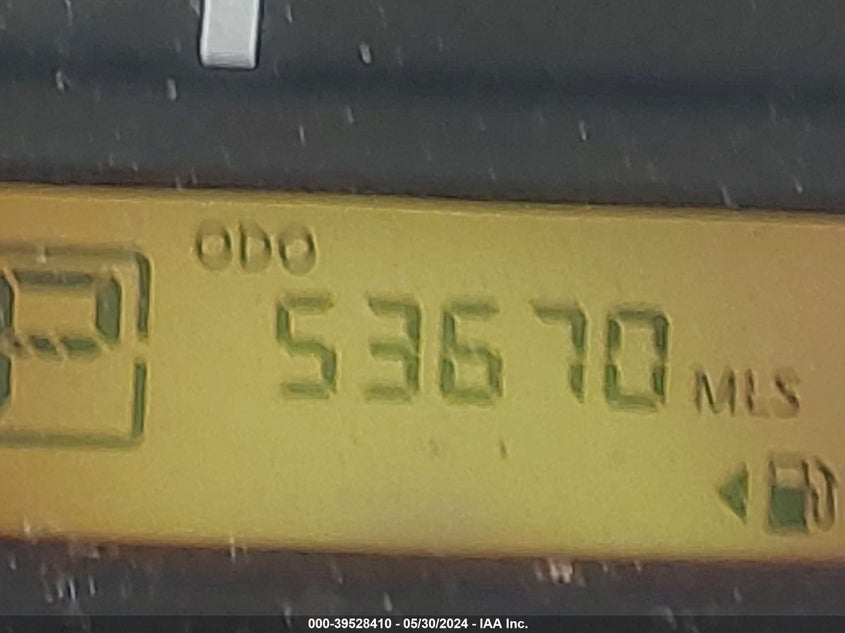 ODO
P
53670 MLS
000-39528410 - 05/30/2024 - IAA Inc.